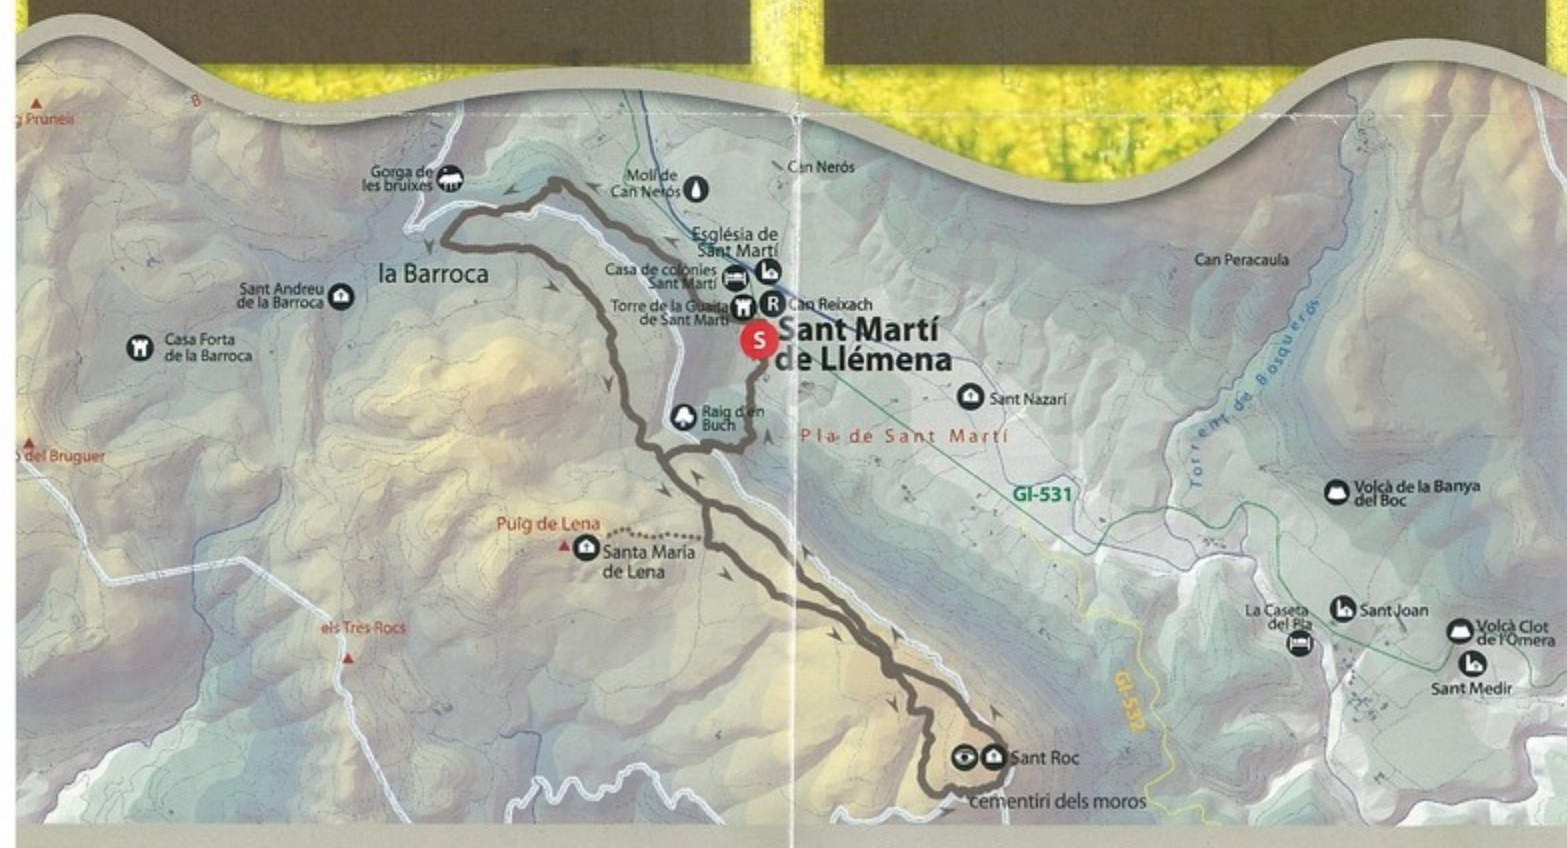 B
g Prunell
Gorga de
les bruixes
Molí de
Can Nerós
Can Nerós
Església de
Sant Martí
Casa de colònies
Sant Martí
Torre de la Guaita
de Sant Martí
R
Can Reixach
S
Sant Martí
de Llémena
la Barroca
Sant Andreu
de la Barroca
Casa Forta
de la Barroca
Can Peracaula
Torrent de Bosquerós
Sant Nazari
Raig d'en
Buch
Pla de Sant Martí
del Bruguer
GI-531
Volcà de la Banya
del Boc
Puig de Lena
Santa Maria
de Lena
els Tres Rocs
La Caseta
del Pla
Sant Joan
Volcà Clot
de l'Omera
Sant Medir
GI-532
Sant Roc
cementiri dels moros